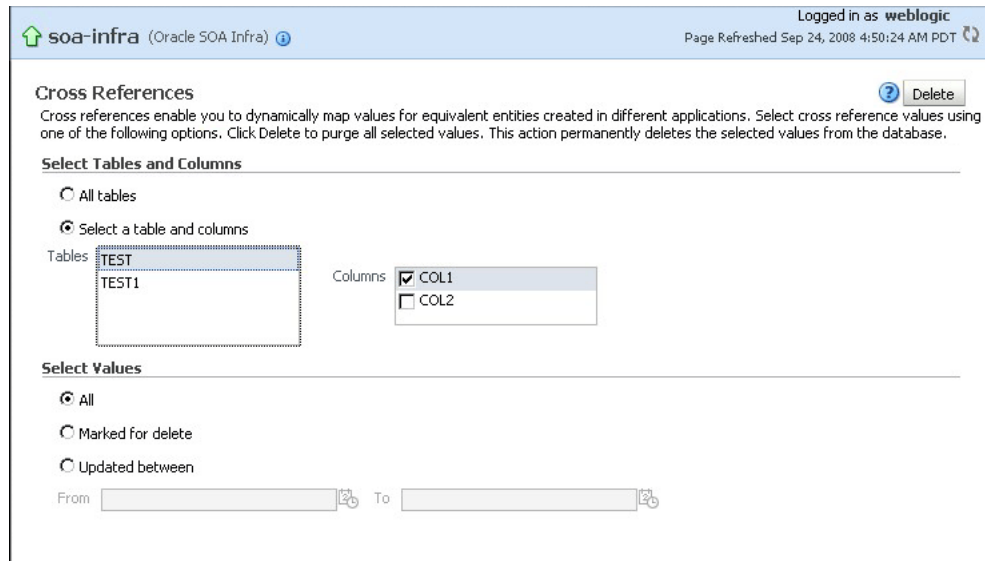 Logged in as weblogic
soa-infra (Oracle SOA Infra)
Page Refreshed Sep 24, 2008 4:50:24 AM PDT
Cross References
Delete
Cross references enable you to dynamically map values for equivalent entities created in different applications. Select cross reference values using
one of the following options. Click Delete to purge all selected values. This action permanently deletes the selected values from the database.
Select Tables and Columns
All tables
Select a table and columns
Tables
TEST
TEST1
Columns
COL1
COL2
Select Values
All
Marked for delete
Updated between
From
To